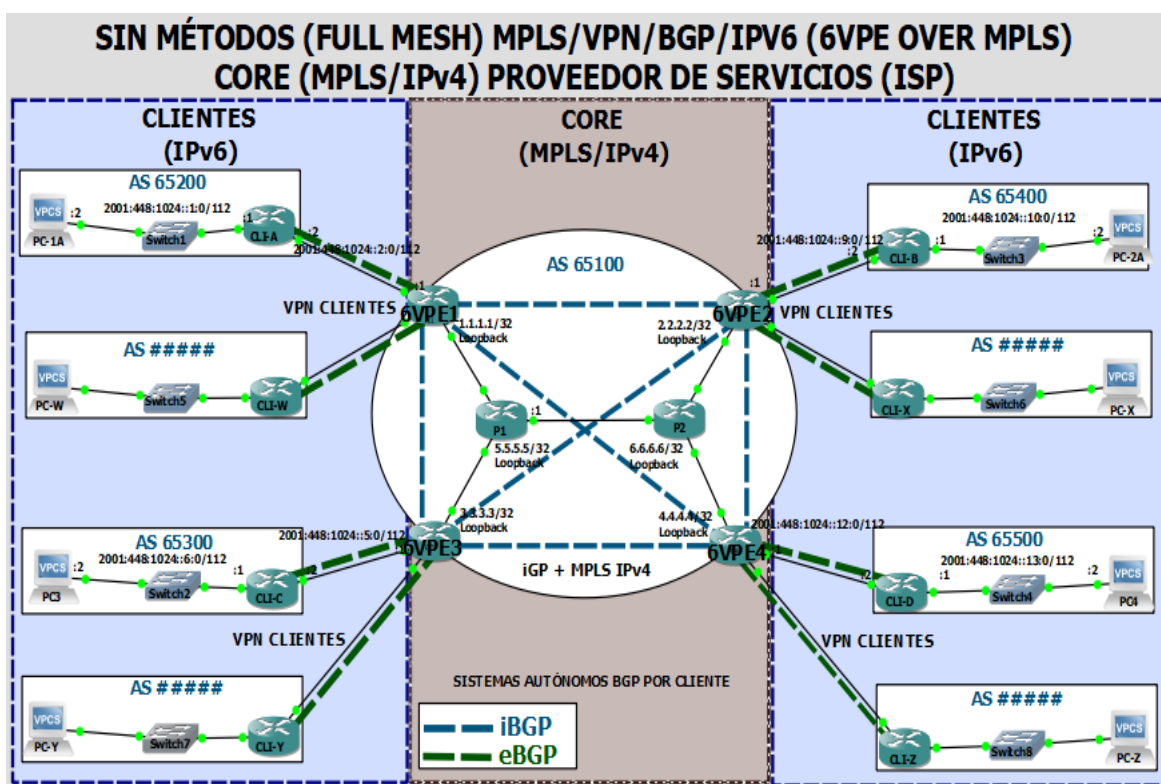 SIN MÉTODOS (FULL MESH) MPLS/VPN/BGP/IPV6 (6VPE OVER MPLS)
CORE (MPLS/IPv4) PROVEEDOR DE SERVICIOS (ISP)
CLIENTES
(IPv6)
CORE
(MPLS/IPv4)
CLIENTES
(IPv6)
AS 65200
VPCS
:2
2001:448:1024::1:0/112
:1
PC-1A
Switch1
CLI-A
:2
2001:448:1024::2:0/112
:1
VPN CLIENTES
6VPE1
AS #####
VPCS
PC-W
Switch5
CLI-W
AS 65100
1.1.1.1/32
Loopback
2.2.2.2/32
Loopback
P1
:1
P2
5.5.5.5/32
Loopback
6.6.6.6/32
Loopback
3.3.3.3/32
Loopback
4.4.4.4/32
Loopback
iGP + MPLS IPv4
AS 65400
2001:448:1024::10:0/112
:2
VPCS
2001:448:1024::9:0/112
:2
:1
CLI-B
Switch3
PC-2A
:1
6VPE2
VPN CLIENTES
AS #####
VPCS
CLI-X
Switch6
PC-X
AS 65300
2001:448:1024::5:0/112
VPCS
:2
2001:448:1024::6:0/112
:1
:2
PC3
Switch2
CLI-C
6VPE3
VPN CLIENTES
AS #####
VPCS
PC-Y
Switch7
CLI-Y
2001:448:1024::12:0/112
6VPE4
:1
AS 65500
2001:448:1024::13:0/112
:2
:1
:2
VPCS
CLI-D
Switch4
PC4
VPN CLIENTES
AS #####
VPCS
CLI-Z
Switch8
PC-Z
SISTEMAS AUTÓNOMOS BGP POR CLIENTE
iBGP
eBGP